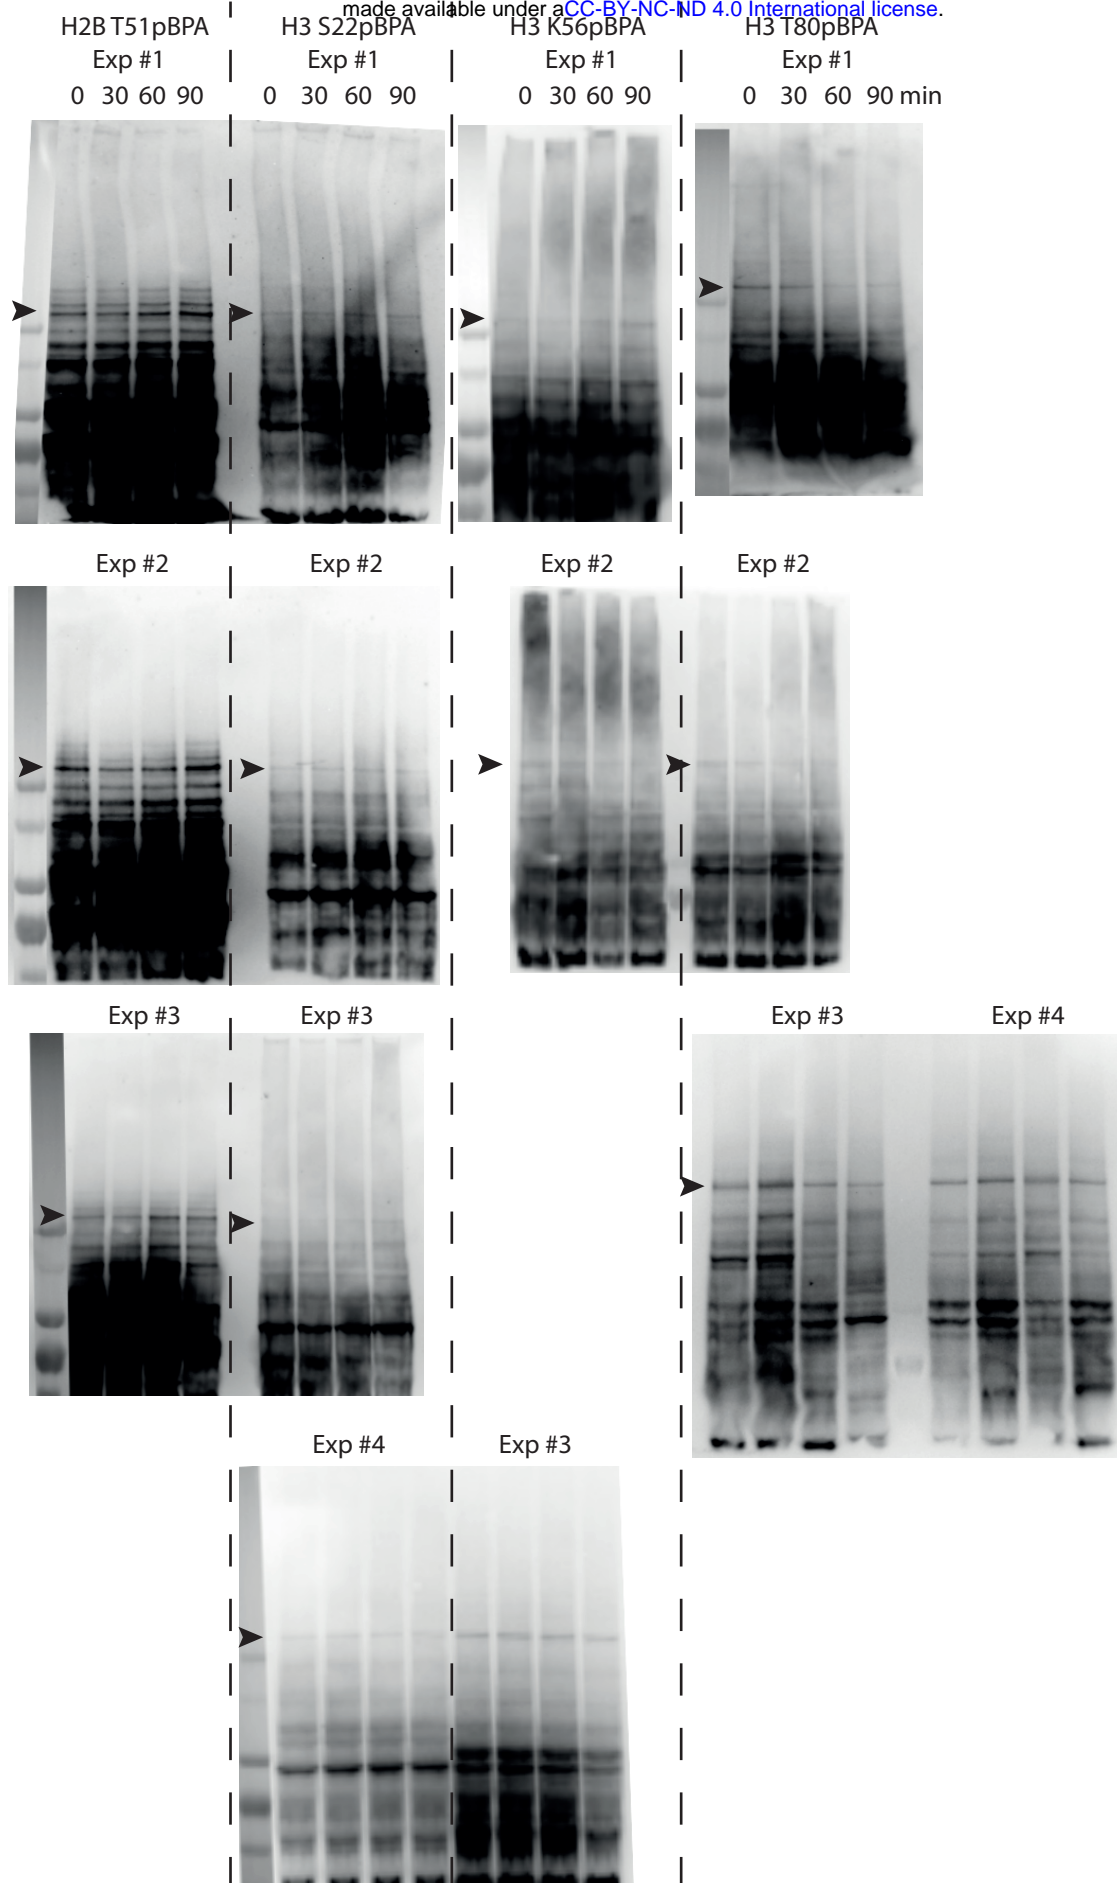 made available under aCC-BY-NC-ND 4.0 International license.
H2B T51pBPA H3 S22pBPA H3 K56pBPA H3 T80pBPA
Exp #1 Exp #1 Exp #1 Exp #1
0 30 60 90 0 30 60 90 0 30 60 90 0 30 60 90 min
Exp #2 Exp #2 Exp #2 Exp #2
Exp #3 Exp #3 Exp #3 Exp #4
Exp #4 Exp #3